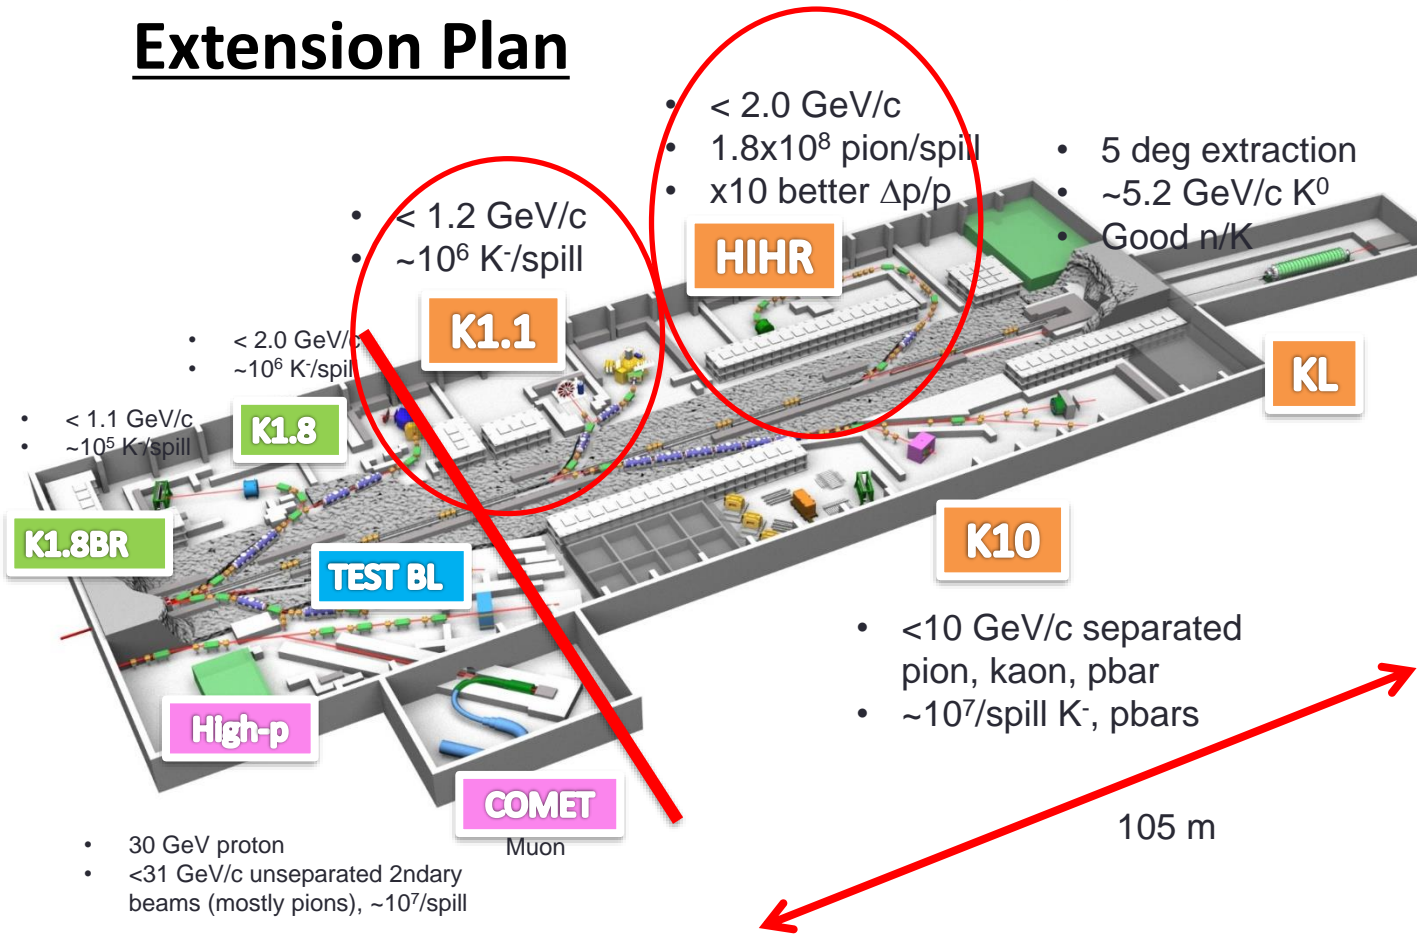 Extension Plan
• < 2.0 GeV/c
• 1.8x10⁸ pion/spill
• x10 better Δp/p
HIHR
• 5 deg extraction
• ~5.2 GeV/c K⁰
• Good n/K
KL
• < 1.2 GeV/c
• ~10⁶ K⁻/spill
K1.1
• < 2.0 GeV/c
• ~10⁶ K⁻/spill
K1.8
• < 1.1 GeV/c
• ~10⁵ K⁻/spill
K1.8BR
TEST BL
K10
• <10 GeV/c separated
pion, kaon, pbar
• ~10⁷/spill K⁻, pbars
High-p
COMET
Muon
• 30 GeV proton
• <31 GeV/c unseparated 2ndary
beams (mostly pions), ~10⁷/spill
105 m